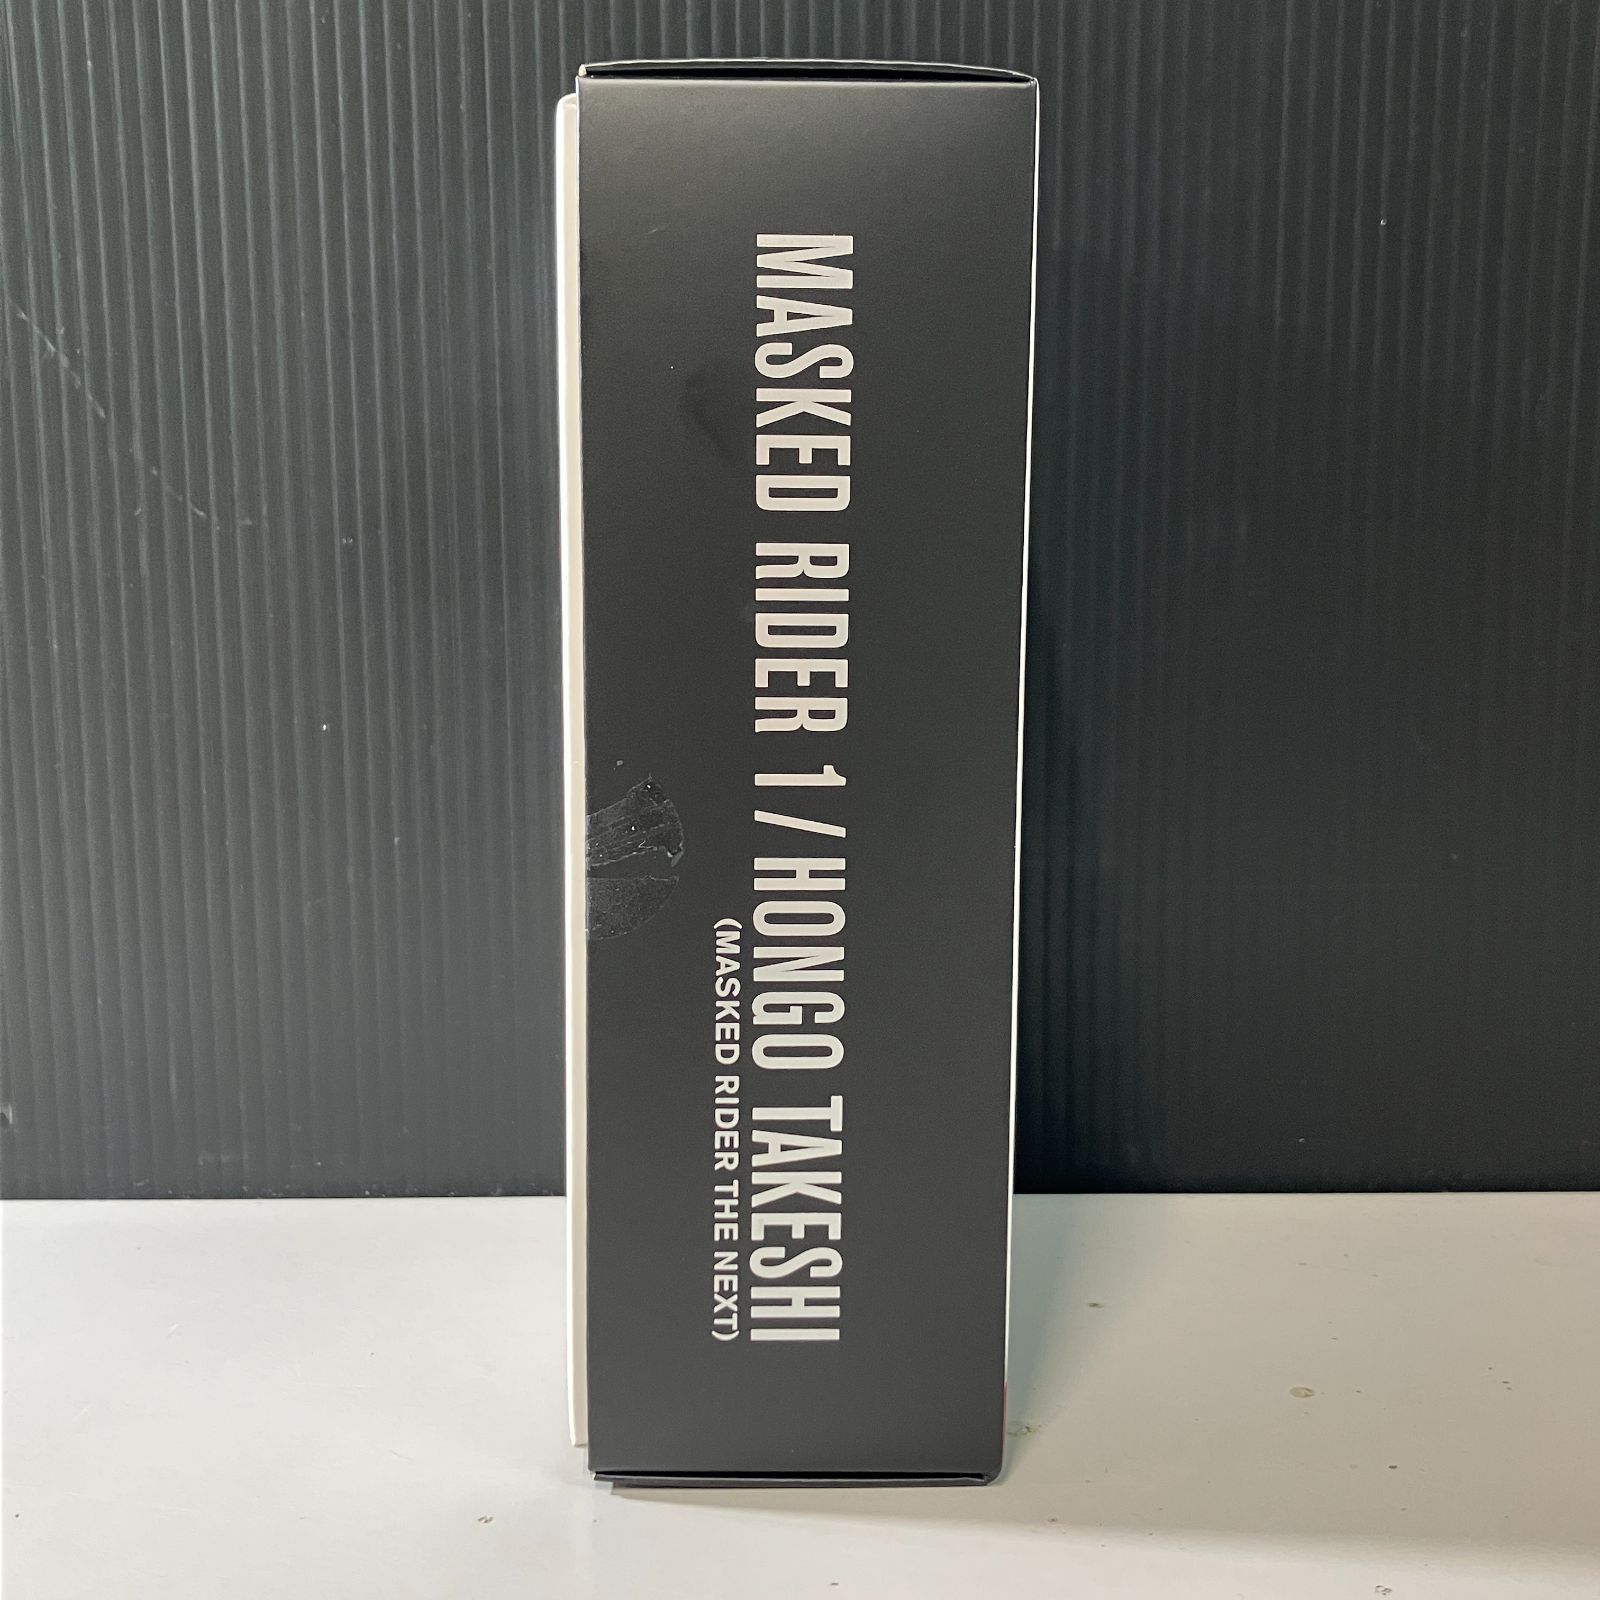 MASKED RIDER 1 / HONGO TAKESHI
(MASKED RIDER THE NEXT)